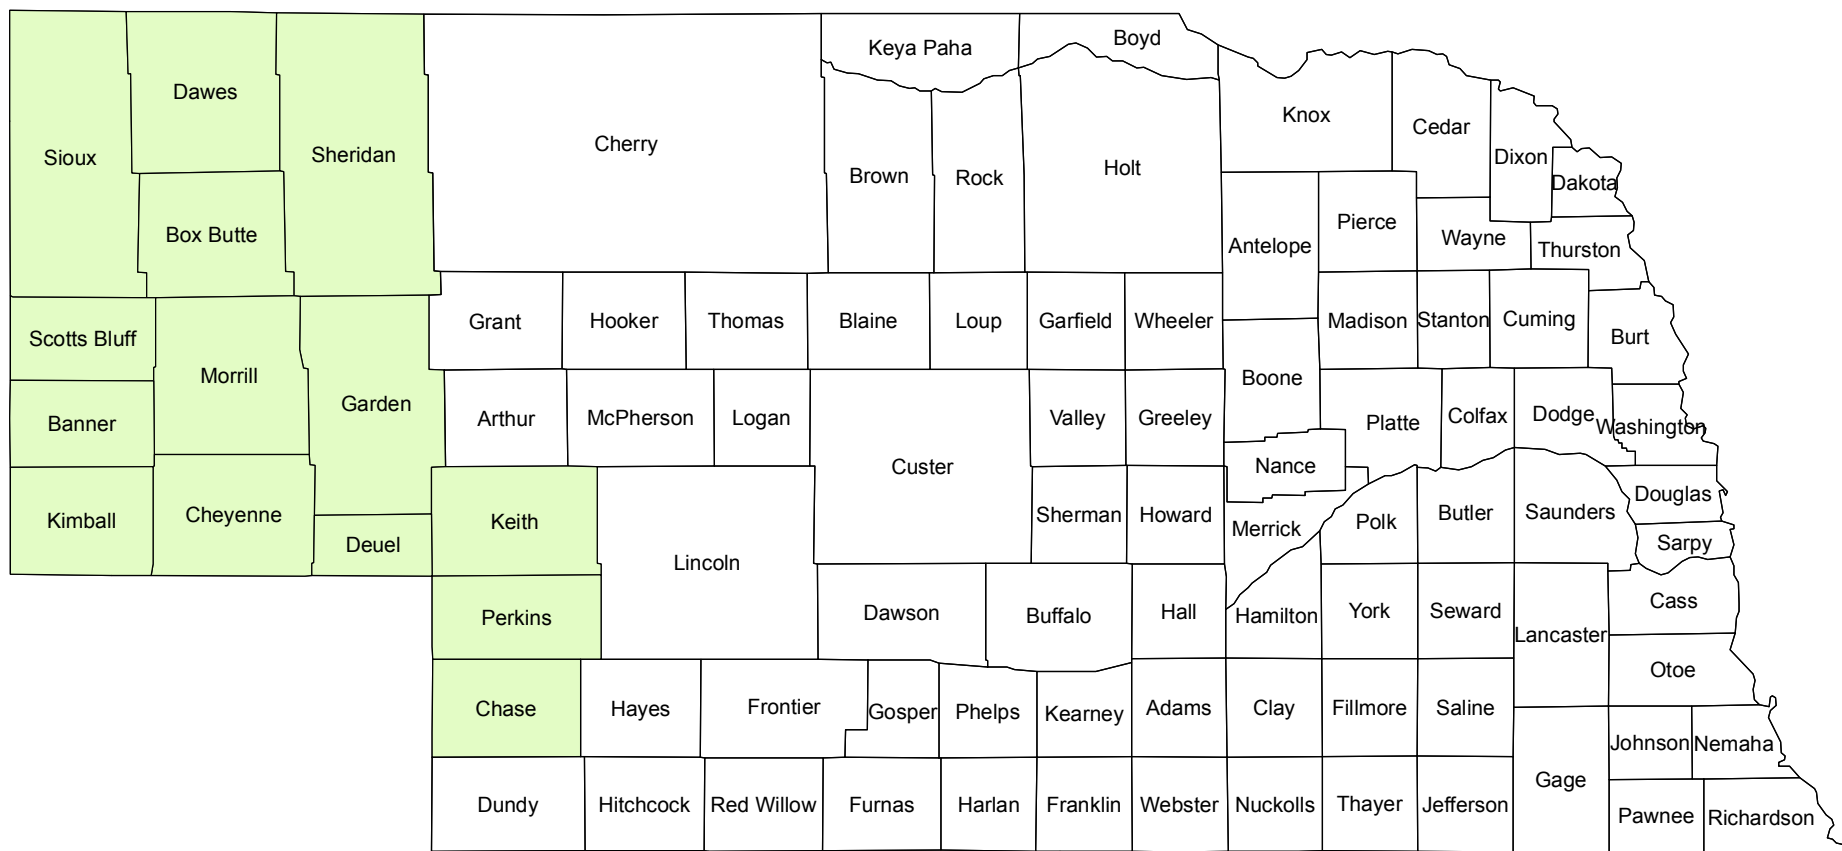 Keya Paha
Boyd
Dawes
Knox
Cedar
Sioux
Sheridan
Cherry
Brown
Rock
Holt
Dixon
Dakota
Box Butte
Antelope
Pierce
Wayne
Thurston
Scotts Bluff
Grant
Hooker
Thomas
Blaine
Loup
Garfield
Wheeler
Madison
Stanton
Cuming
Burt
Morrill
Boone
Banner
Garden
Arthur
McPherson
Logan
Valley
Greeley
Platte
Colfax
Dodge
Washington
Custer
Nance
Kimball
Cheyenne
Keith
Sherman
Howard
Merrick
Polk
Butler
Saunders
Douglas
Deuel
Lincoln
Sarpy
Perkins
Dawson
Buffalo
Hall
Hamilton
York
Seward
Lancaster
Cass
Otoe
Chase
Hayes
Frontier
Gosper
Phelps
Kearney
Adams
Clay
Fillmore
Saline
Johnson
Nemaha
Dundy
Hitchcock
Red Willow
Furnas
Harlan
Franklin
Webster
Nuckolls
Thayer
Jefferson
Gage
Pawnee
Richardson